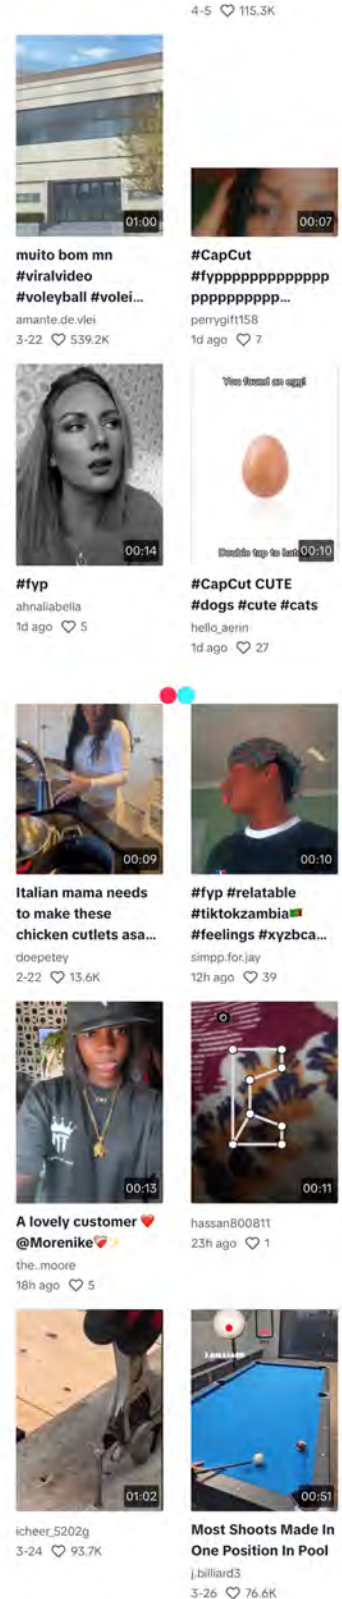 4-5 115.3K
01:00
muito bom mn
#viralvideo
#voleyball #volei...
amante.de.vlei
3-22 539.2K
00:07
#CapCut
#fyppppppppppppp
pppppppppp...
perrygift158
1d ago 7
00:14
#fyp
ahnaliabella
1d ago 5
You found an egg!
Double tap to hat
00:10
#CapCut CUTE
#dogs #cute #cats
hello_aerin
1d ago 27
00:09
Italian mama needs
to make these
chicken cutlets asa...
doepetey
2-22 13.6K
00:10
#fyp #relatable
#tiktokzambia🇿🇲
#feelings #xyzbca...
simpp.for.jay
12h ago 39
MT
00:13
A lovely customer ❤️
@Morenike❤️‍🩹✨
the..moore
18h ago 5
00:11
hassan800811
23h ago 1
01:02
icheer_5202g
3-24 93.7K
J.BILLIARD
00:51
Most Shoots Made In
One Position In Pool
j.billiard3
3-26 76.6K